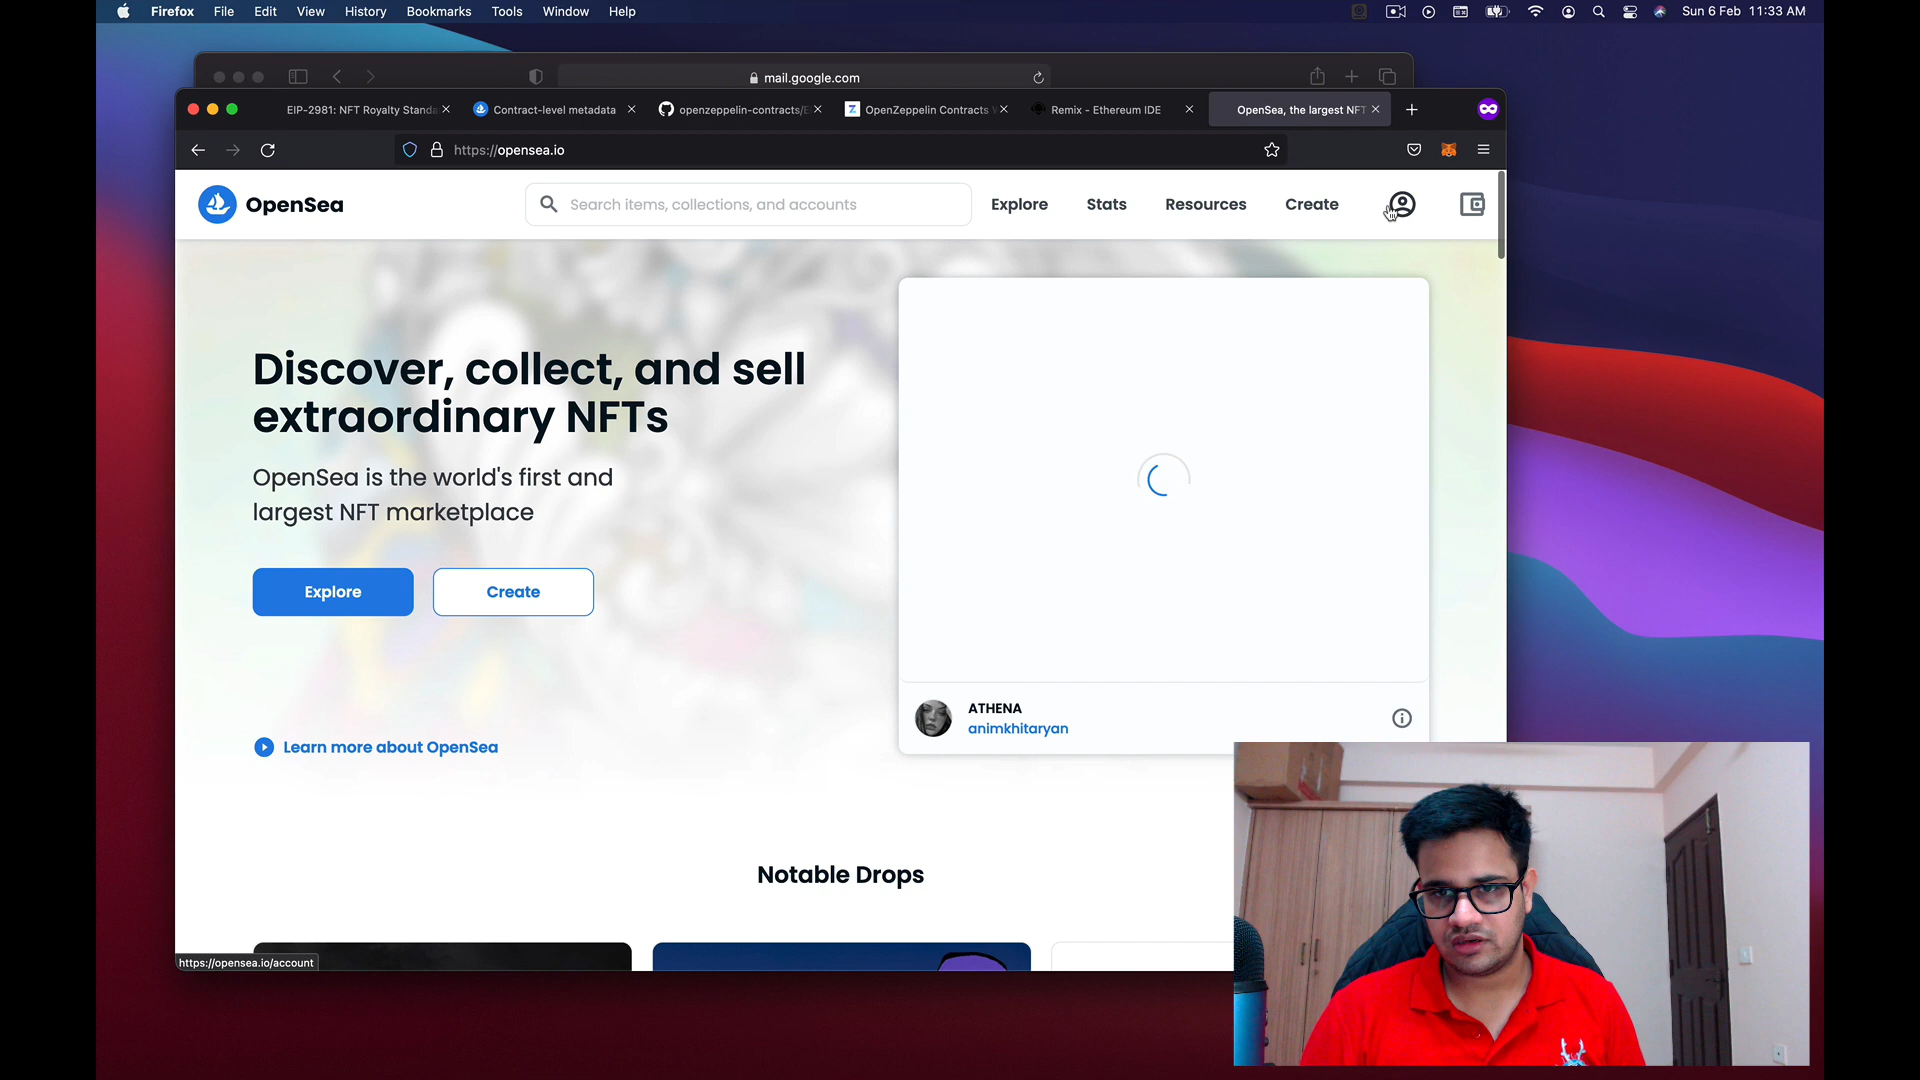 Firefox File Edit View History Bookmarks Tools Window Help Sun 6 Feb 11:33 AM
mail.google.com
EIP-2981: NFT Royalty Standa Contract-level metadata openzeppelin-contracts/E OpenZeppelin Contracts Remix - Ethereum IDE OpenSea, the largest NFT
https://opensea.io
OpenSea Search items, collections, and accounts Explore Stats Resources Create
Discover, collect, and sell
extraordinary NFTs
OpenSea is the world's first and
largest NFT marketplace
Explore Create
Learn more about OpenSea
ATHENA
animkhitaryan
Notable Drops
https://opensea.io/account